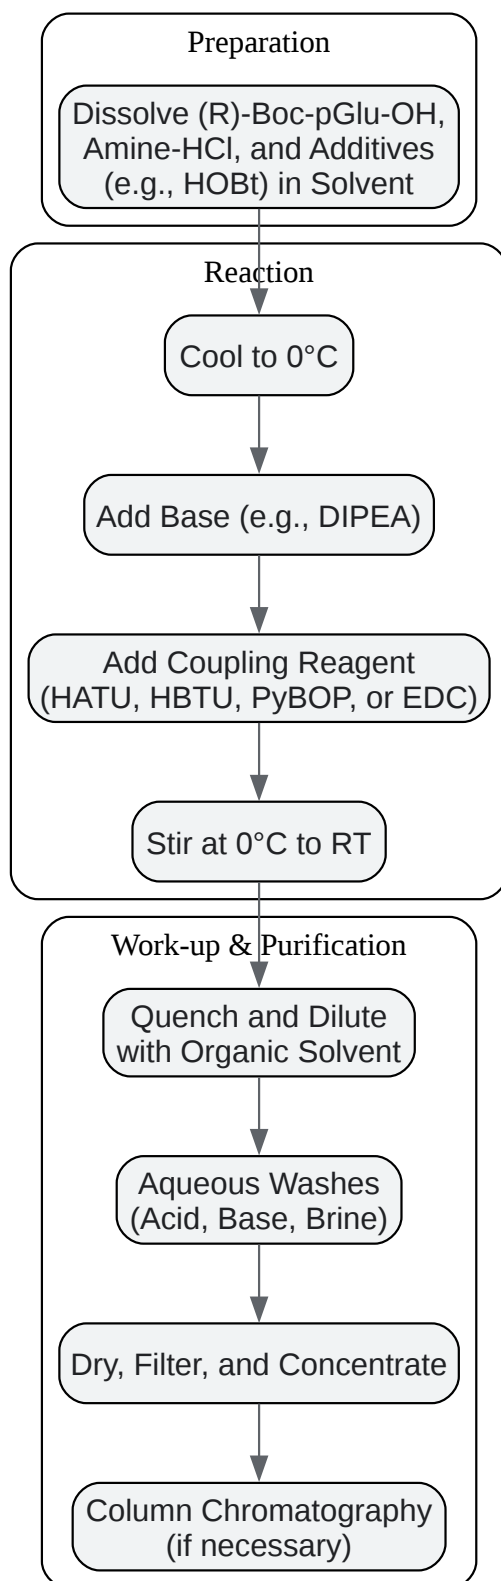 Preparation
Dissolve (R)-Boc-pGlu-OH,
Amine-HCl, and Additives
(e.g., HOBt) in Solvent
Reaction
Cool to 0°C
Add Base (e.g., DIPEA)
Add Coupling Reagent
(HATU, HBTU, PyBOP, or EDC)
Stir at 0°C to RT
Work-up & Purification
Quench and Dilute
with Organic Solvent
Aqueous Washes
(Acid, Base, Brine)
Dry, Filter, and Concentrate
Column Chromatography
(if necessary)